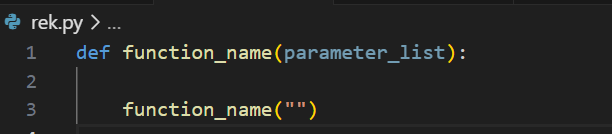 rek.py > ...
1 def function_name(parameter_list):
2
3 function_name("")